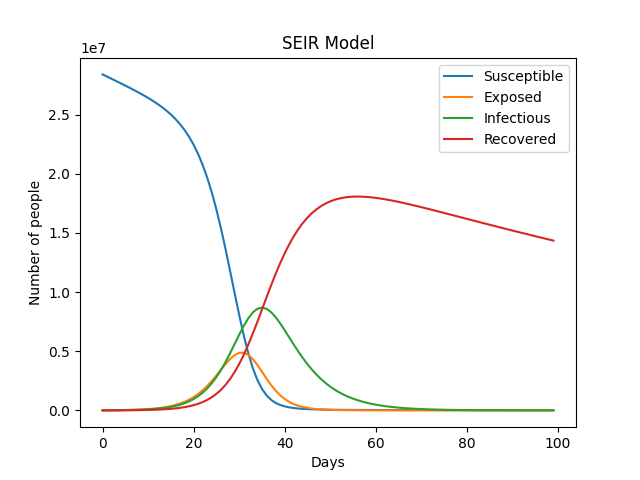 SEIR Model
1e7
Susceptible
Exposed
Infectious
Recovered
2.5
2.0
1.5
1.0
0.5
0.0
Number of people
0 20 40 60 80 100
Days